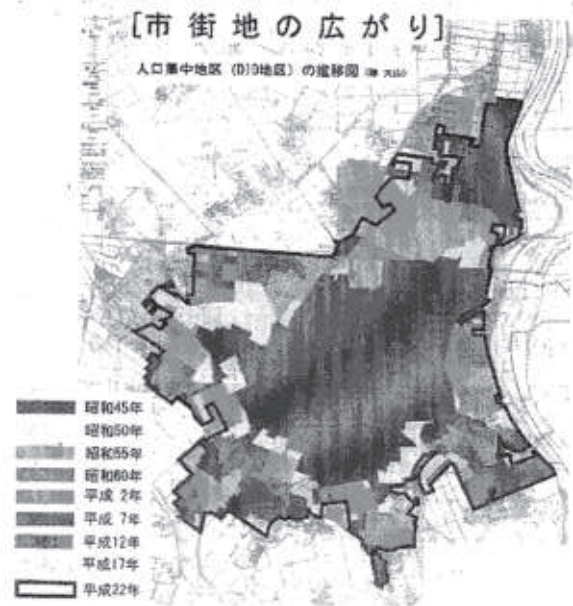 [市街地の広がり]
人口集中地区（DID地区）の推移図
昭和45年
昭和50年
昭和55年
昭和60年
平成 2年
平成 7年
平成12年
平成17年
平成22年